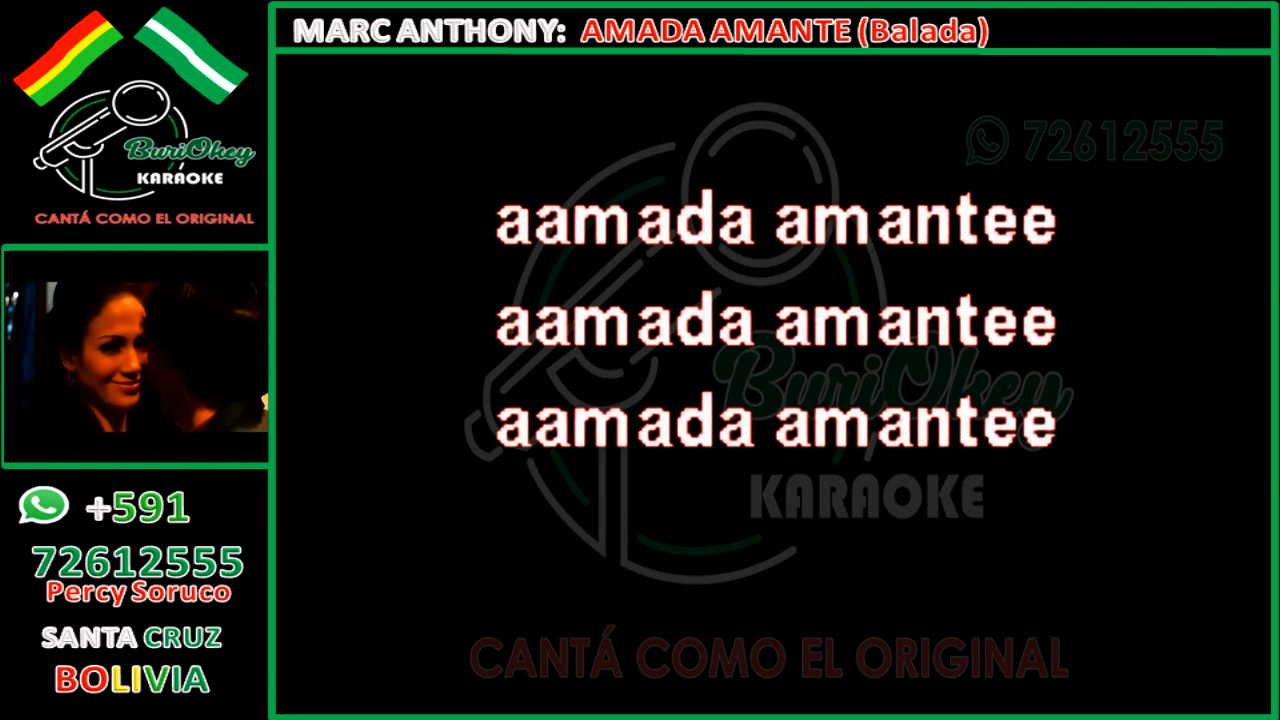 MARC ANTHONY: AMADA AMANTE (Balada)
BuriOkey
KARAOKE
CANTÁ COMO EL ORIGINAL
72612555
aamada amantee
aamada amantee
aamada amantee
BuriOkey
KARAOKE
CANTÁ COMO EL ORIGINAL
+591
72612555
Percy Soruco
SANTA CRUZ
BOLIVIA